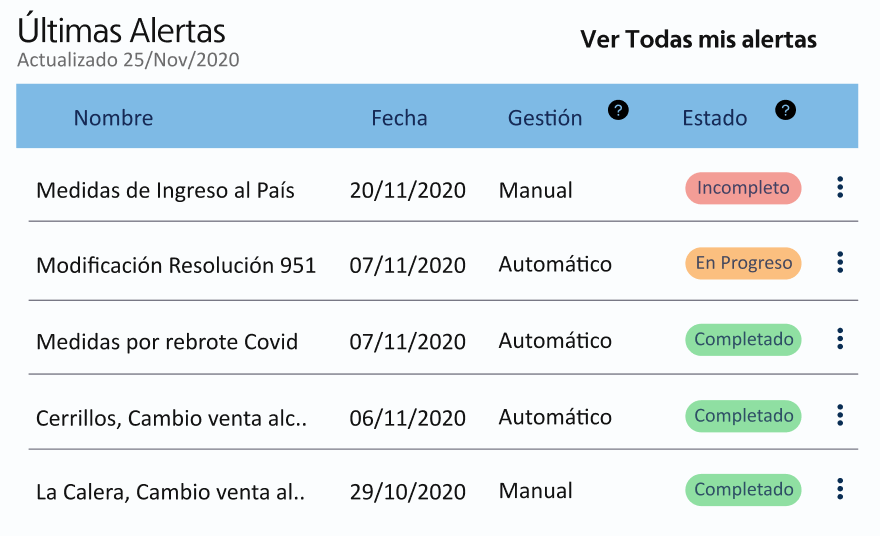 Últimas Alertas
Actualizado 25/Nov/2020
Ver Todas mis alertas
Nombre Fecha Gestión ? Estado ?
Medidas de Ingreso al País 20/11/2020 Manual Incompleto
Modificación Resolución 951 07/11/2020 Automático En Progreso
Medidas por rebrote Covid 07/11/2020 Automático Completado
Cerrillos, Cambio venta alc.. 06/11/2020 Automático Completado
La Calera, Cambio venta al.. 29/10/2020 Manual Completado